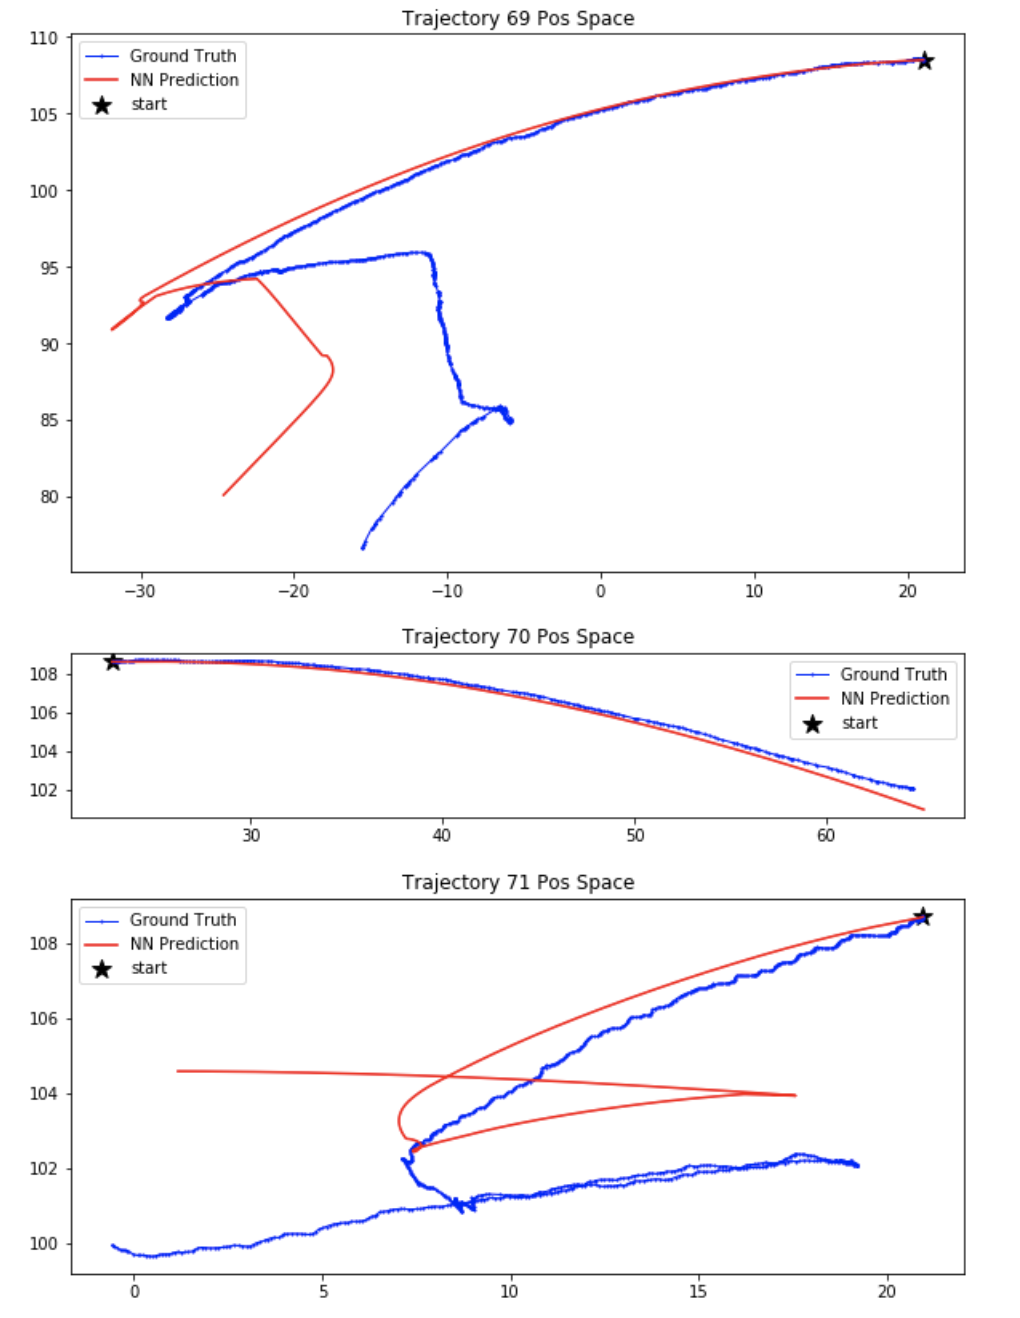 Trajectory 69 Pos Space
110
105
100
95
90
85
80
Ground Truth
NN Prediction
start
−30 −20 −10 0 10 20
Trajectory 70 Pos Space
108
106
104
102
Ground Truth
NN Prediction
start
30 40 50 60
Trajectory 71 Pos Space
108
106
104
102
100
Ground Truth
NN Prediction
start
0 5 10 15 20